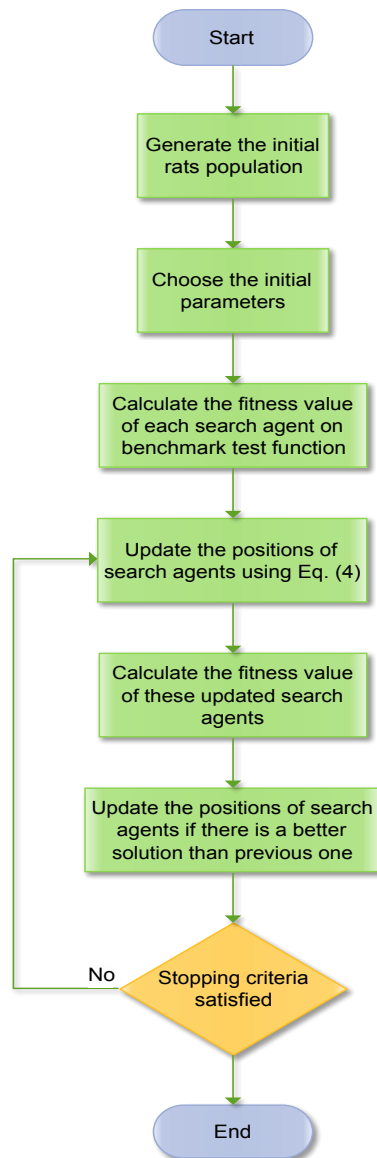 Start
Generate the initial
rats population
Choose the initial
parameters
Calculate the fitness value
of each search agent on
benchmark test function
Update the positions of
search agents using Eq. (4)
Calculate the fitness value
of these updated search
agents
Update the positions of search
agents if there is a better
solution than previous one
No
Stopping criteria
satisfied
End